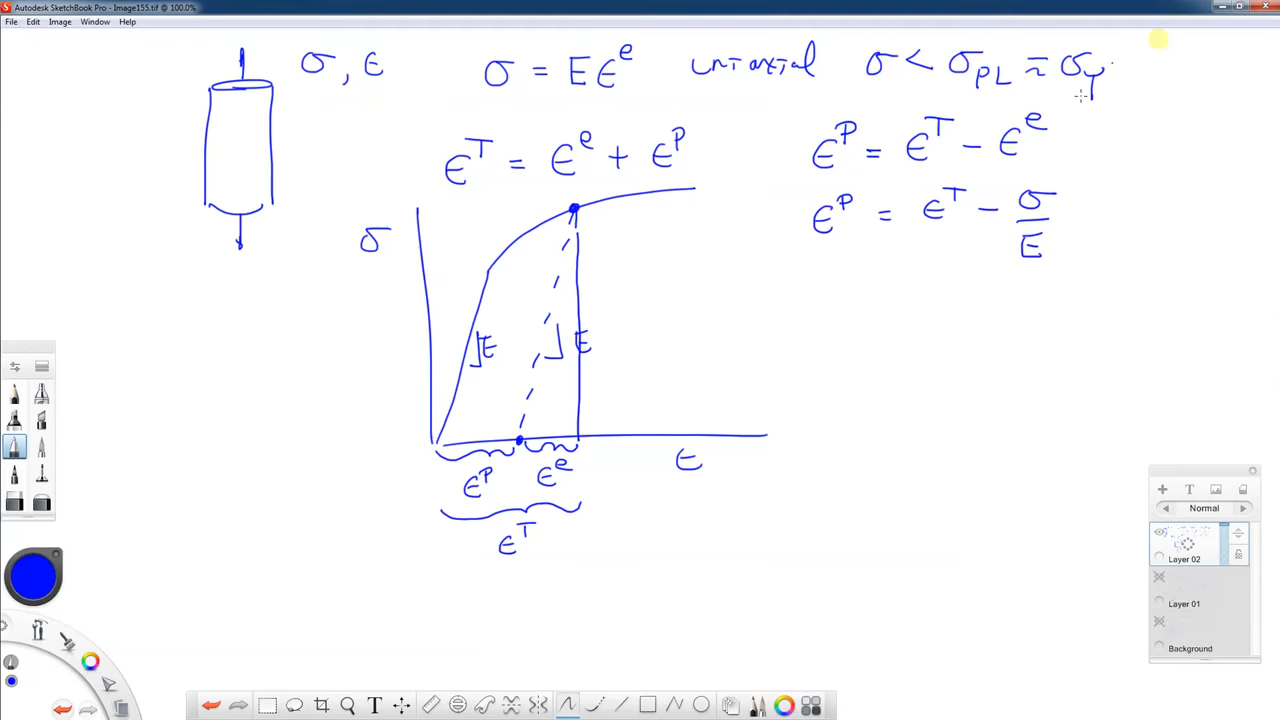 Autodesk SketchBook Pro - Image155.tif @ 100.0%
File Edit Image Window Help
σ, ε σ = E ε^e uniaxial σ < σ_PL ≈ σ_y
ε^T = ε^e + ε^P
ε^P = ε^T - ε^e
ε^P = ε^T - σ/E
σ
E E
ε^P ε^e ε
ε^T
Normal
Layer 02
Layer 01
Background
T